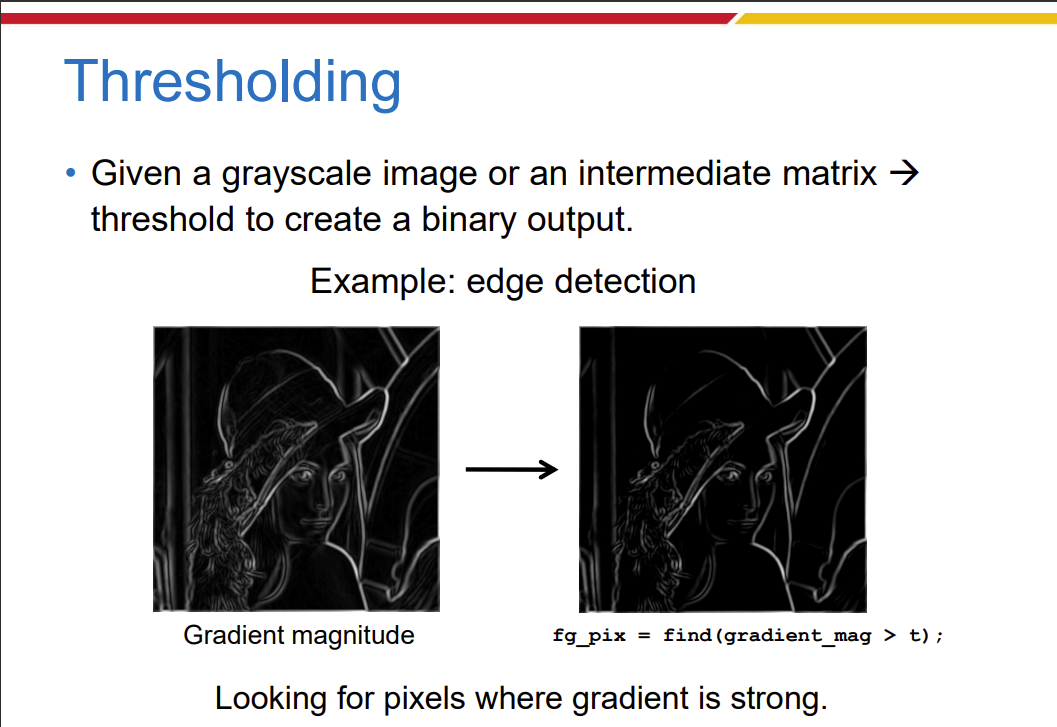 Thresholding
• Given a grayscale image or an intermediate matrix →
threshold to create a binary output.
Example: edge detection
Gradient magnitude
fg_pix = find(gradient_mag > t);
Looking for pixels where gradient is strong.